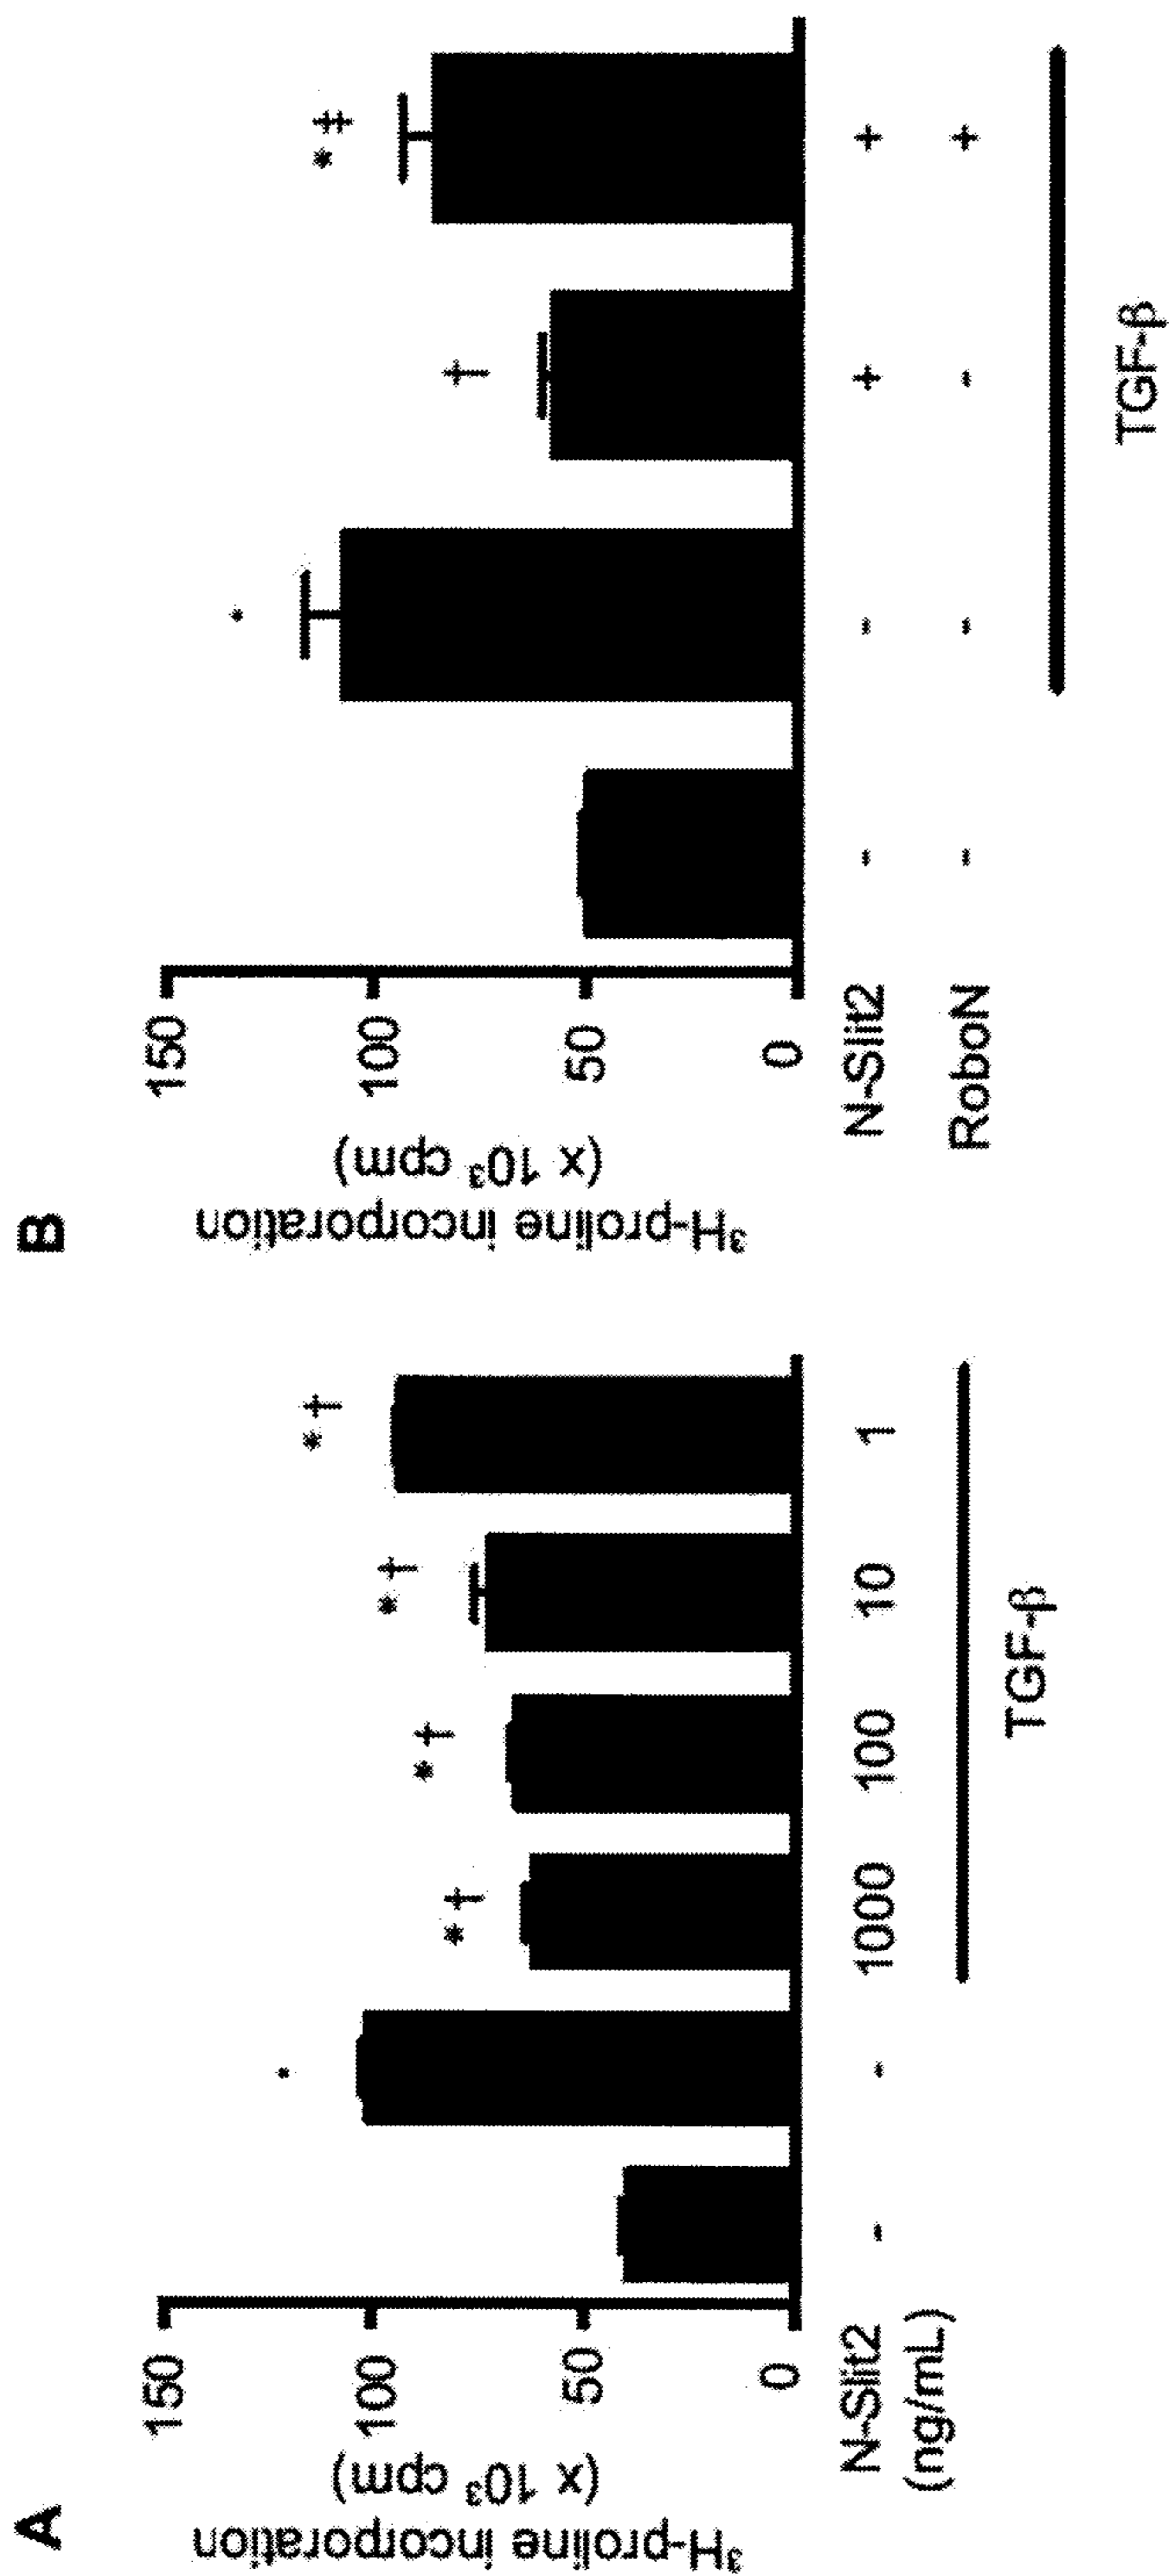 A
³H-proline incorporation
(x 10³ cpm)
150
100
50
0
*
*†
*†
*†
*†
N-Slit2
(ng/mL)
- - 1000 100 10 1
TGF-β
B
³H-proline incorporation
(x 10³ cpm)
150
100
50
0
*
†
*‡
N-Slit2 - - + +
RoboN - - - +
TGF-β